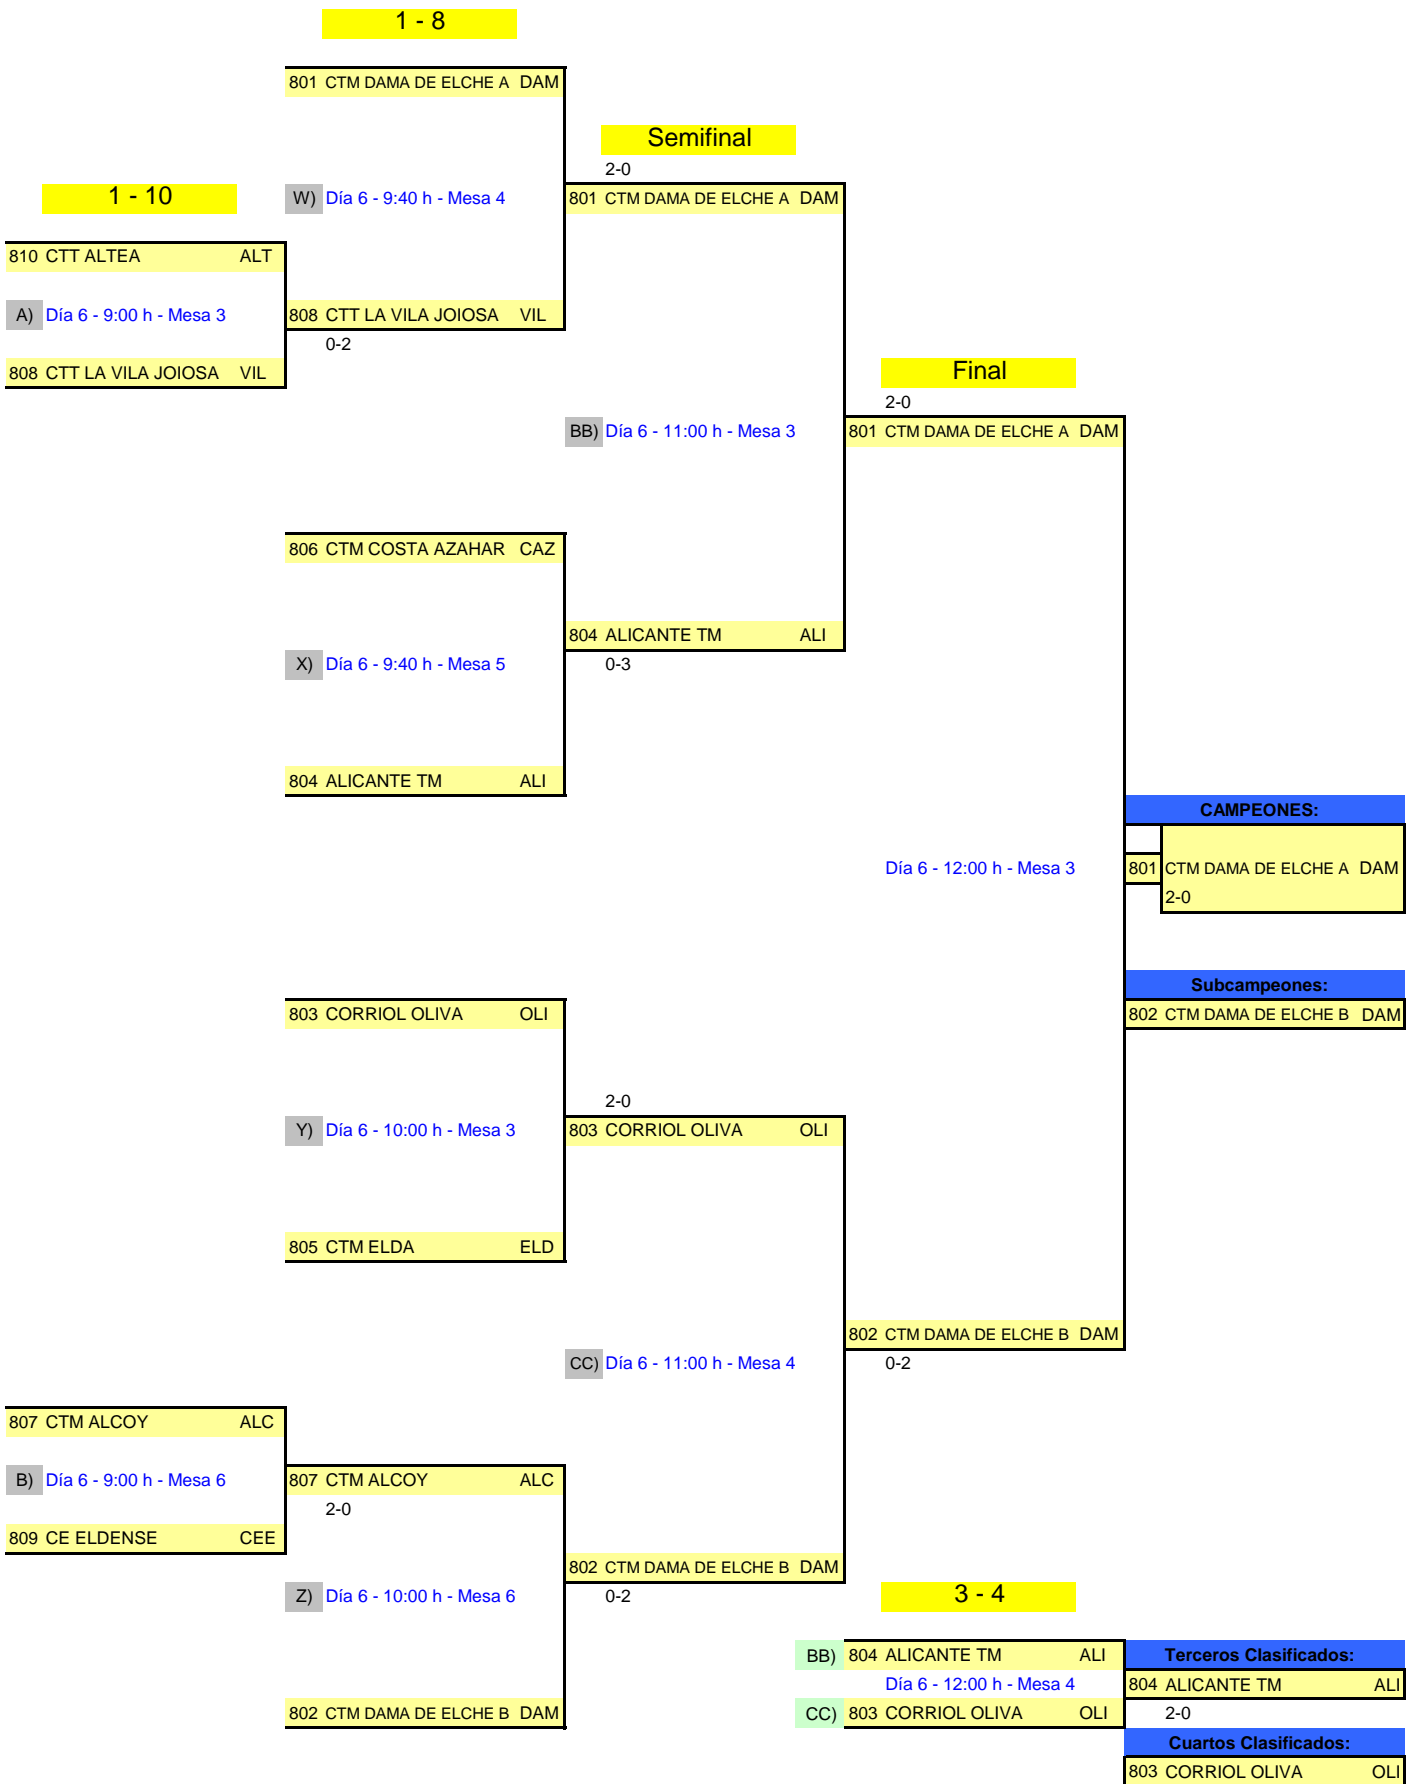 1 - 8
801 CTM DAMA DE ELCHE A DAM
Semifinal
2-0
1 - 10
W) Día 6 - 9:40 h - Mesa 4
801 CTM DAMA DE ELCHE A DAM
810 CTT ALTEA ALT
A) Día 6 - 9:00 h - Mesa 3
808 CTT LA VILA JOIOSA VIL
0-2
808 CTT LA VILA JOIOSA VIL
Final
2-0
BB) Día 6 - 11:00 h - Mesa 3
801 CTM DAMA DE ELCHE A DAM
806 CTM COSTA AZAHAR CAZ
804 ALICANTE TM ALI
X) Día 6 - 9:40 h - Mesa 5
0-3
804 ALICANTE TM ALI
CAMPEONES:
Día 6 - 12:00 h - Mesa 3
801 CTM DAMA DE ELCHE A DAM
2-0
Subcampeones:
803 CORRIOL OLIVA OLI
802 CTM DAMA DE ELCHE B DAM
2-0
Y) Día 6 - 10:00 h - Mesa 3
803 CORRIOL OLIVA OLI
805 CTM ELDA ELD
802 CTM DAMA DE ELCHE B DAM
CC) Día 6 - 11:00 h - Mesa 4
0-2
807 CTM ALCOY ALC
B) Día 6 - 9:00 h - Mesa 6
807 CTM ALCOY ALC
2-0
809 CE ELDENSE CEE
802 CTM DAMA DE ELCHE B DAM
Z) Día 6 - 10:00 h - Mesa 6
0-2
3 - 4
BB) 804 ALICANTE TM ALI
Terceros Clasificados:
Día 6 - 12:00 h - Mesa 4
804 ALICANTE TM ALI
802 CTM DAMA DE ELCHE B DAM
CC) 803 CORRIOL OLIVA OLI
2-0
Cuartos Clasificados:
803 CORRIOL OLIVA OLI